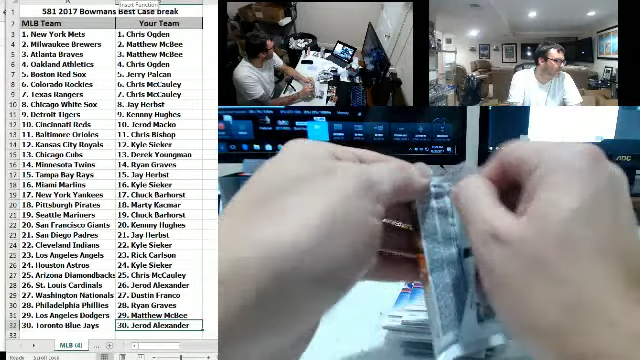 Insert Function
581 2017 Bowmans Best Case break
MLB Team Your Team
1. New York Mets 1. Chris Ogden
2. Milwaukee Brewers 2. Matthew McBee
3. Atlanta Braves 3. Matthew McBee
4. Oakland Athletics 4. Chris Ogden
5. Boston Red Sox 5. Jerry Palcan
6. Colorado Rockies 6. Chris McCauley
7. Texas Rangers 7. Chris McCauley
8. Chicago White Sox 8. Jay Herbst
9. Detroit Tigers 9. Kennny Hughes
10. Cincinnati Reds 10. Jerod Macko
11. Baltimore Orioles 11. Chris Bishop
12. Kansas City Royals 12. Kyle Sieker
13. Chicago Cubs 13. Derek Youngman
14. Minnesota Twins 14. Ryan Graves
15. Tampa Bay Rays 15. Jay Herbst
16. Miami Marlins 16. Kyle Sieker
17. New York Yankees 17. Chuck Barhorst
18. Pittsburgh Pirates 18. Marty Kacmar
19. Seattle Mariners 19. Chuck Barhorst
20. San Francisco Giants 20. Kennny Hughes
21. San Diego Padres 21. Jay Herbst
22. Cleveland Indians 22. Kyle Sieker
23. Los Angeles Angels 23. Rick Carlson
24. Houston Astros 24. Kyle Sieker
25. Arizona Diamondbacks 25. Chris McCauley
26. St. Louis Cardinals 26. Jerod Alexander
27. Washington Nationals 27. Dustin Franco
28. Philadelphia Phillies 28. Ryan Graves
29. Los Angeles Dodgers 29. Matthew McBee
30. Toronto Blue Jays 30. Jerod Alexander
MLB (4)
Ready Scroll Lock